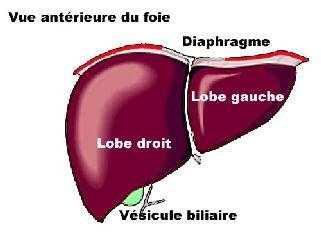 Vue antérieure du foie
Diaphragme
Lobe gauche
Lobe droit
Vésicule biliaire